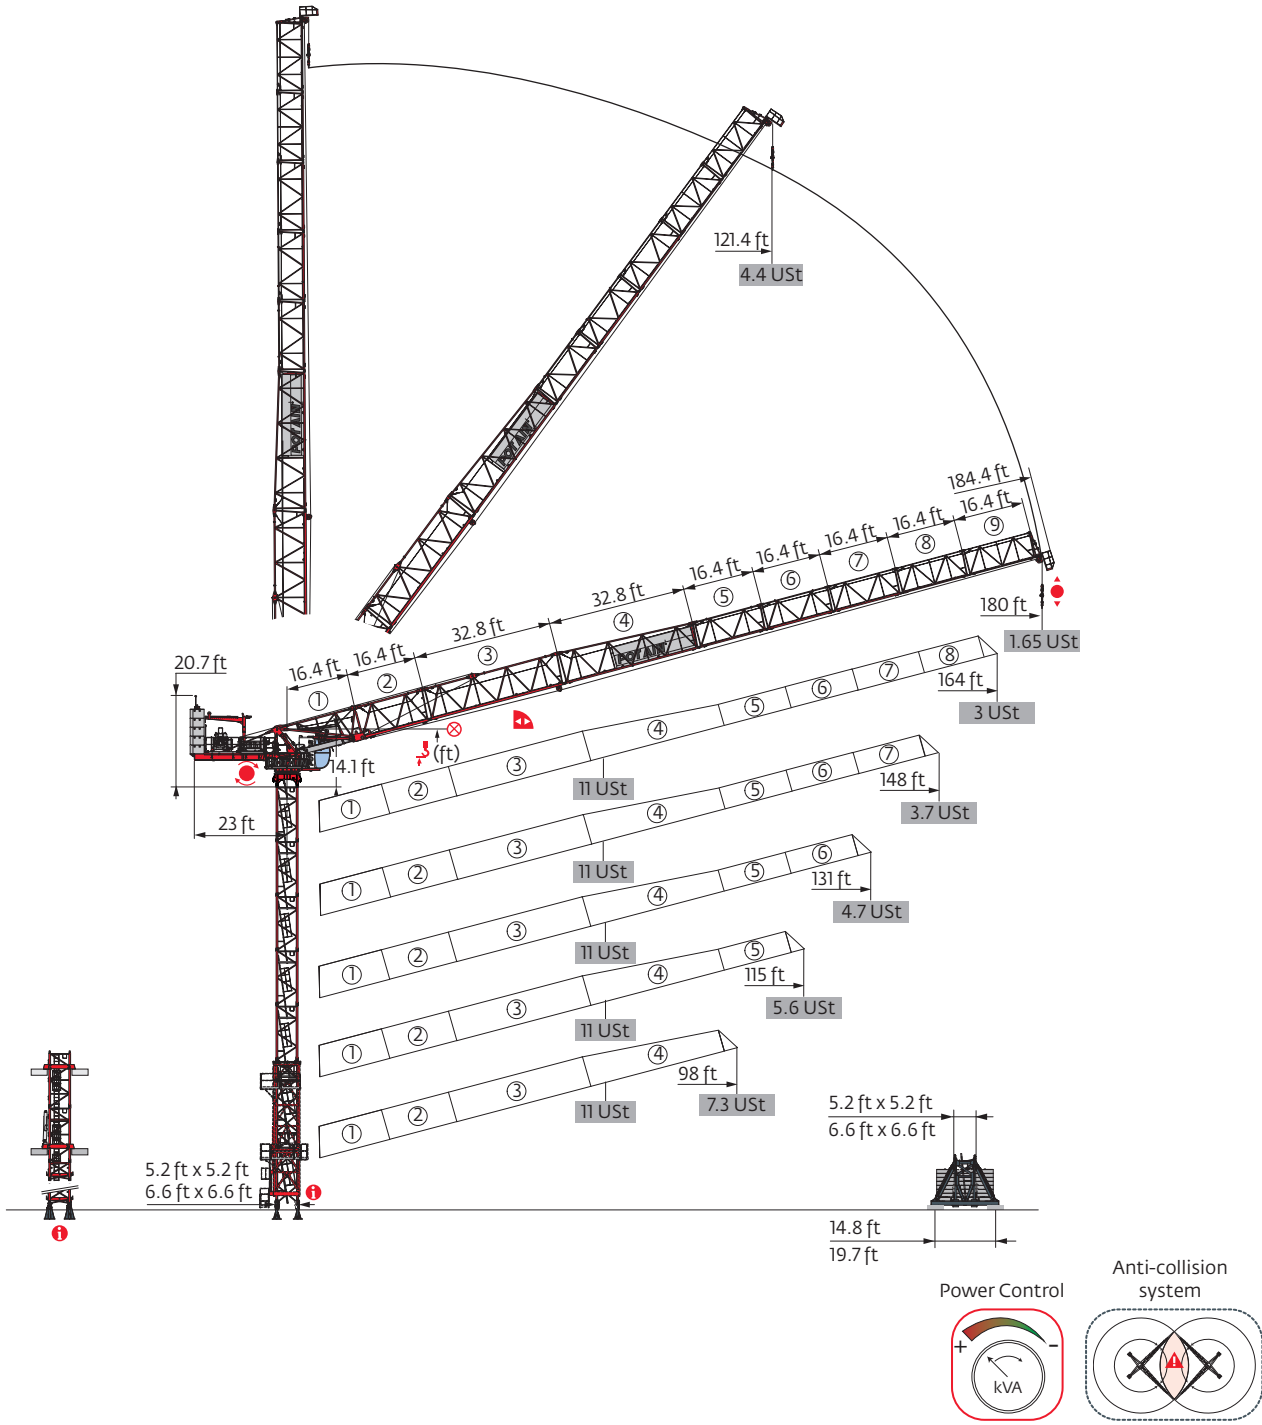 POTAIN
121.4 ft
4.4 USt
POTAIN
184.4 ft
16.4 ft
⑨
16.4 ft
⑧
16.4 ft
⑦
16.4 ft
⑥
16.4 ft
⑤
32.8 ft
④
POTAIN
32.8 ft
③
16.4 ft
②
16.4 ft
①
180 ft
1.65 USt
20.7 ft
(ft)
14.1 ft
23 ft
① ② ③ ④ ⑤ ⑥ ⑦ ⑧
164 ft
3 USt
11 USt
① ② ③ ④ ⑤ ⑥ ⑦
148 ft
3.7 USt
11 USt
① ② ③ ④ ⑤ ⑥
131 ft
4.7 USt
11 USt
① ② ③ ④ ⑤
115 ft
5.6 USt
11 USt
① ② ③ ④
98 ft
7.3 USt
11 USt
5.2 ft x 5.2 ft
6.6 ft x 6.6 ft
i
i
5.2 ft x 5.2 ft
6.6 ft x 6.6 ft
14.8 ft
19.7 ft
Power Control
+ −
kVA
Anti-collision
system